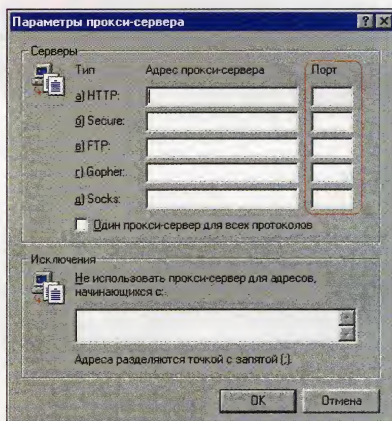 Параметры прокси-сервера
Серверы
Тип Адрес прокси-сервера Порт
а) HTTP:
б) Secure:
в) FTP:
г) Gopher:
д) Socks:
Один прокси-сервер для всех протоколов
Исключения
Не использовать прокси-сервер для адресов,
начинающихся с:
Адреса разделяются точкой с запятой (;).
OK Отмена